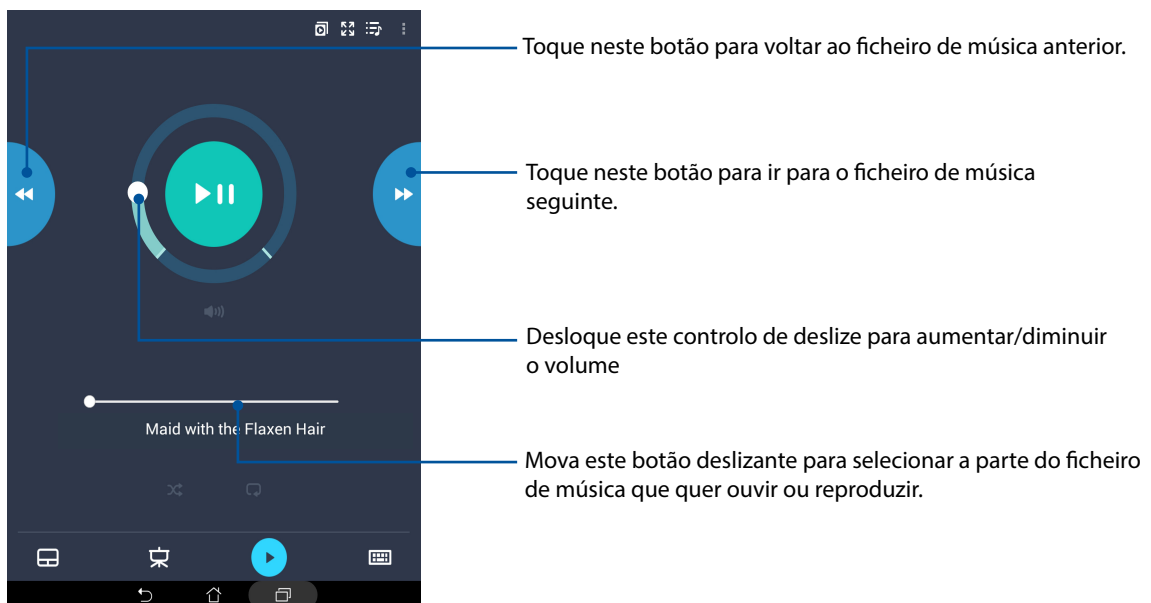 Toque neste botão para voltar ao ficheiro de música anterior.
Toque neste botão para ir para o ficheiro de música
seguinte.
Desloque este controlo de deslize para aumentar/diminuir
o volume
Maid with the Flaxen Hair
Mova este botão deslizante para selecionar a parte do ficheiro
de música que quer ouvir ou reproduzir.